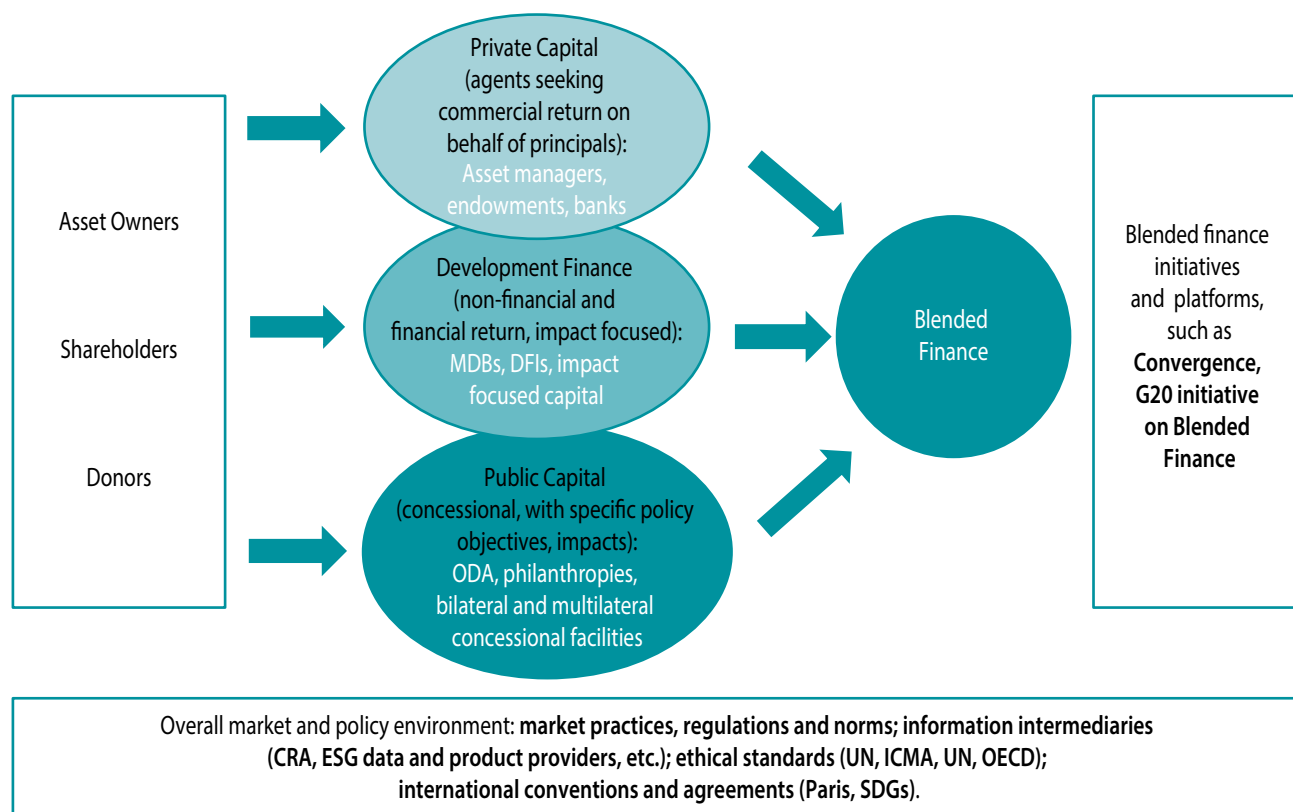 Asset Owners
Shareholders
Donors
Private Capital
(agents seeking
commercial return on
behalf of principals):
Asset managers,
endowments, banks
Development Finance
(non-financial and
financial return, impact focused):
MDBs, DFIs, impact
focused capital
Public Capital
(concessional, with specific policy
objectives, impacts):
ODA, philanthropies,
bilateral and multilateral
concessional facilities
Blended
Finance
Blended finance
initiatives
and platforms,
such as
Convergence,
G20 initiative
on Blended
Finance
Overall market and policy environment: market practices, regulations and norms; information intermediaries
(CRA, ESG data and product providers, etc.); ethical standards (UN, ICMA, UN, OECD);
international conventions and agreements (Paris, SDGs).